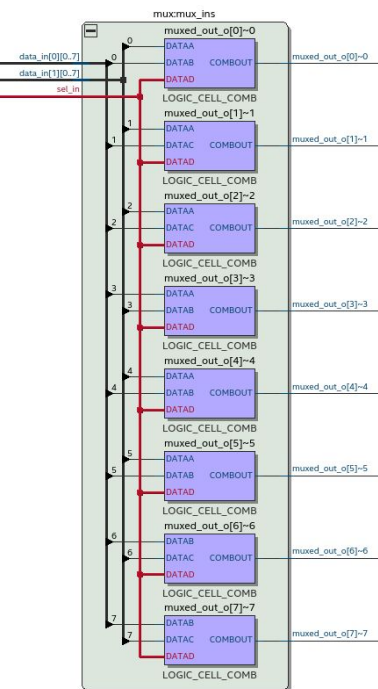 mux:mux_ins
muxed_out_o[0]~0
0
DATAA
data_in[0][0..7]
0
DATAB
COMBOUT
muxed_out_o[0]~0
data_in[1][0..7]
DATAD
sel_in
LOGIC_CELL_COMB
muxed_out_o[1]~1
1
DATAA
1
DATAC
COMBOUT
muxed_out_o[1]~1
DATAD
LOGIC_CELL_COMB
muxed_out_o[2]~2
2
DATAA
2
DATAC
COMBOUT
muxed_out_o[2]~2
DATAD
LOGIC_CELL_COMB
muxed_out_o[3]~3
3
DATAA
3
DATAB
COMBOUT
muxed_out_o[3]~3
DATAD
LOGIC_CELL_COMB
muxed_out_o[4]~4
4
DATAA
4
DATAB
COMBOUT
muxed_out_o[4]~4
DATAD
LOGIC_CELL_COMB
muxed_out_o[5]~5
5
DATAA
5
DATAB
COMBOUT
muxed_out_o[5]~5
DATAD
LOGIC_CELL_COMB
muxed_out_o[6]~6
6
DATAB
6
DATAC
COMBOUT
muxed_out_o[6]~6
DATAD
LOGIC_CELL_COMB
muxed_out_o[7]~7
7
DATAB
7
DATAC
COMBOUT
muxed_out_o[7]~7
DATAD
LOGIC_CELL_COMB